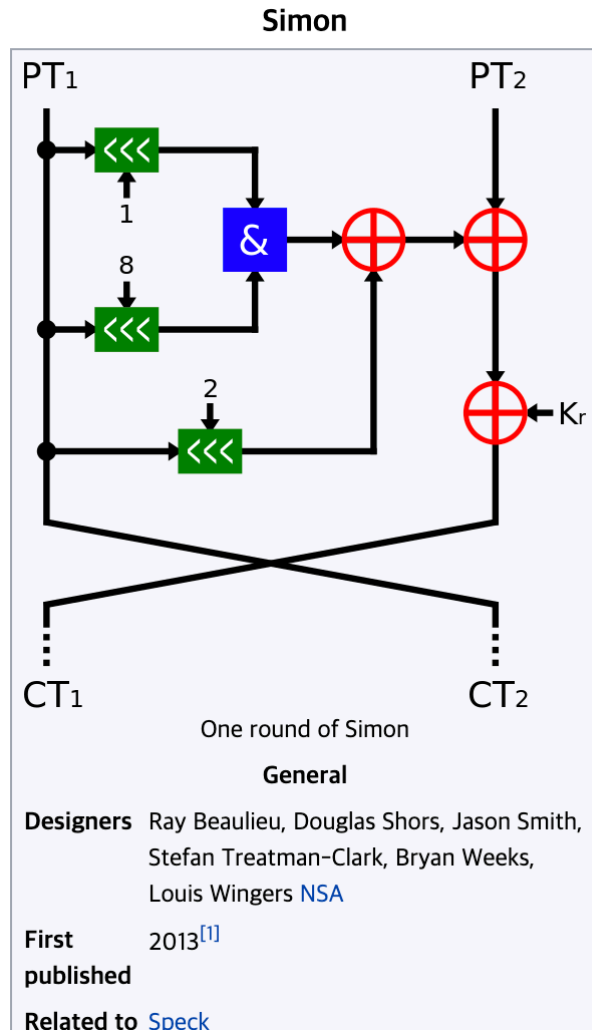 Simon
PT1 PT2
<<<
1
&
8
<<<
2
Kr
<<<
CT1 CT2
One round of Simon
General
Designers Ray Beaulieu, Douglas Shors, Jason Smith,
Stefan Treatman-Clark, Bryan Weeks,
Louis Wingers NSA
First 2013[1]
published
Related to Speck